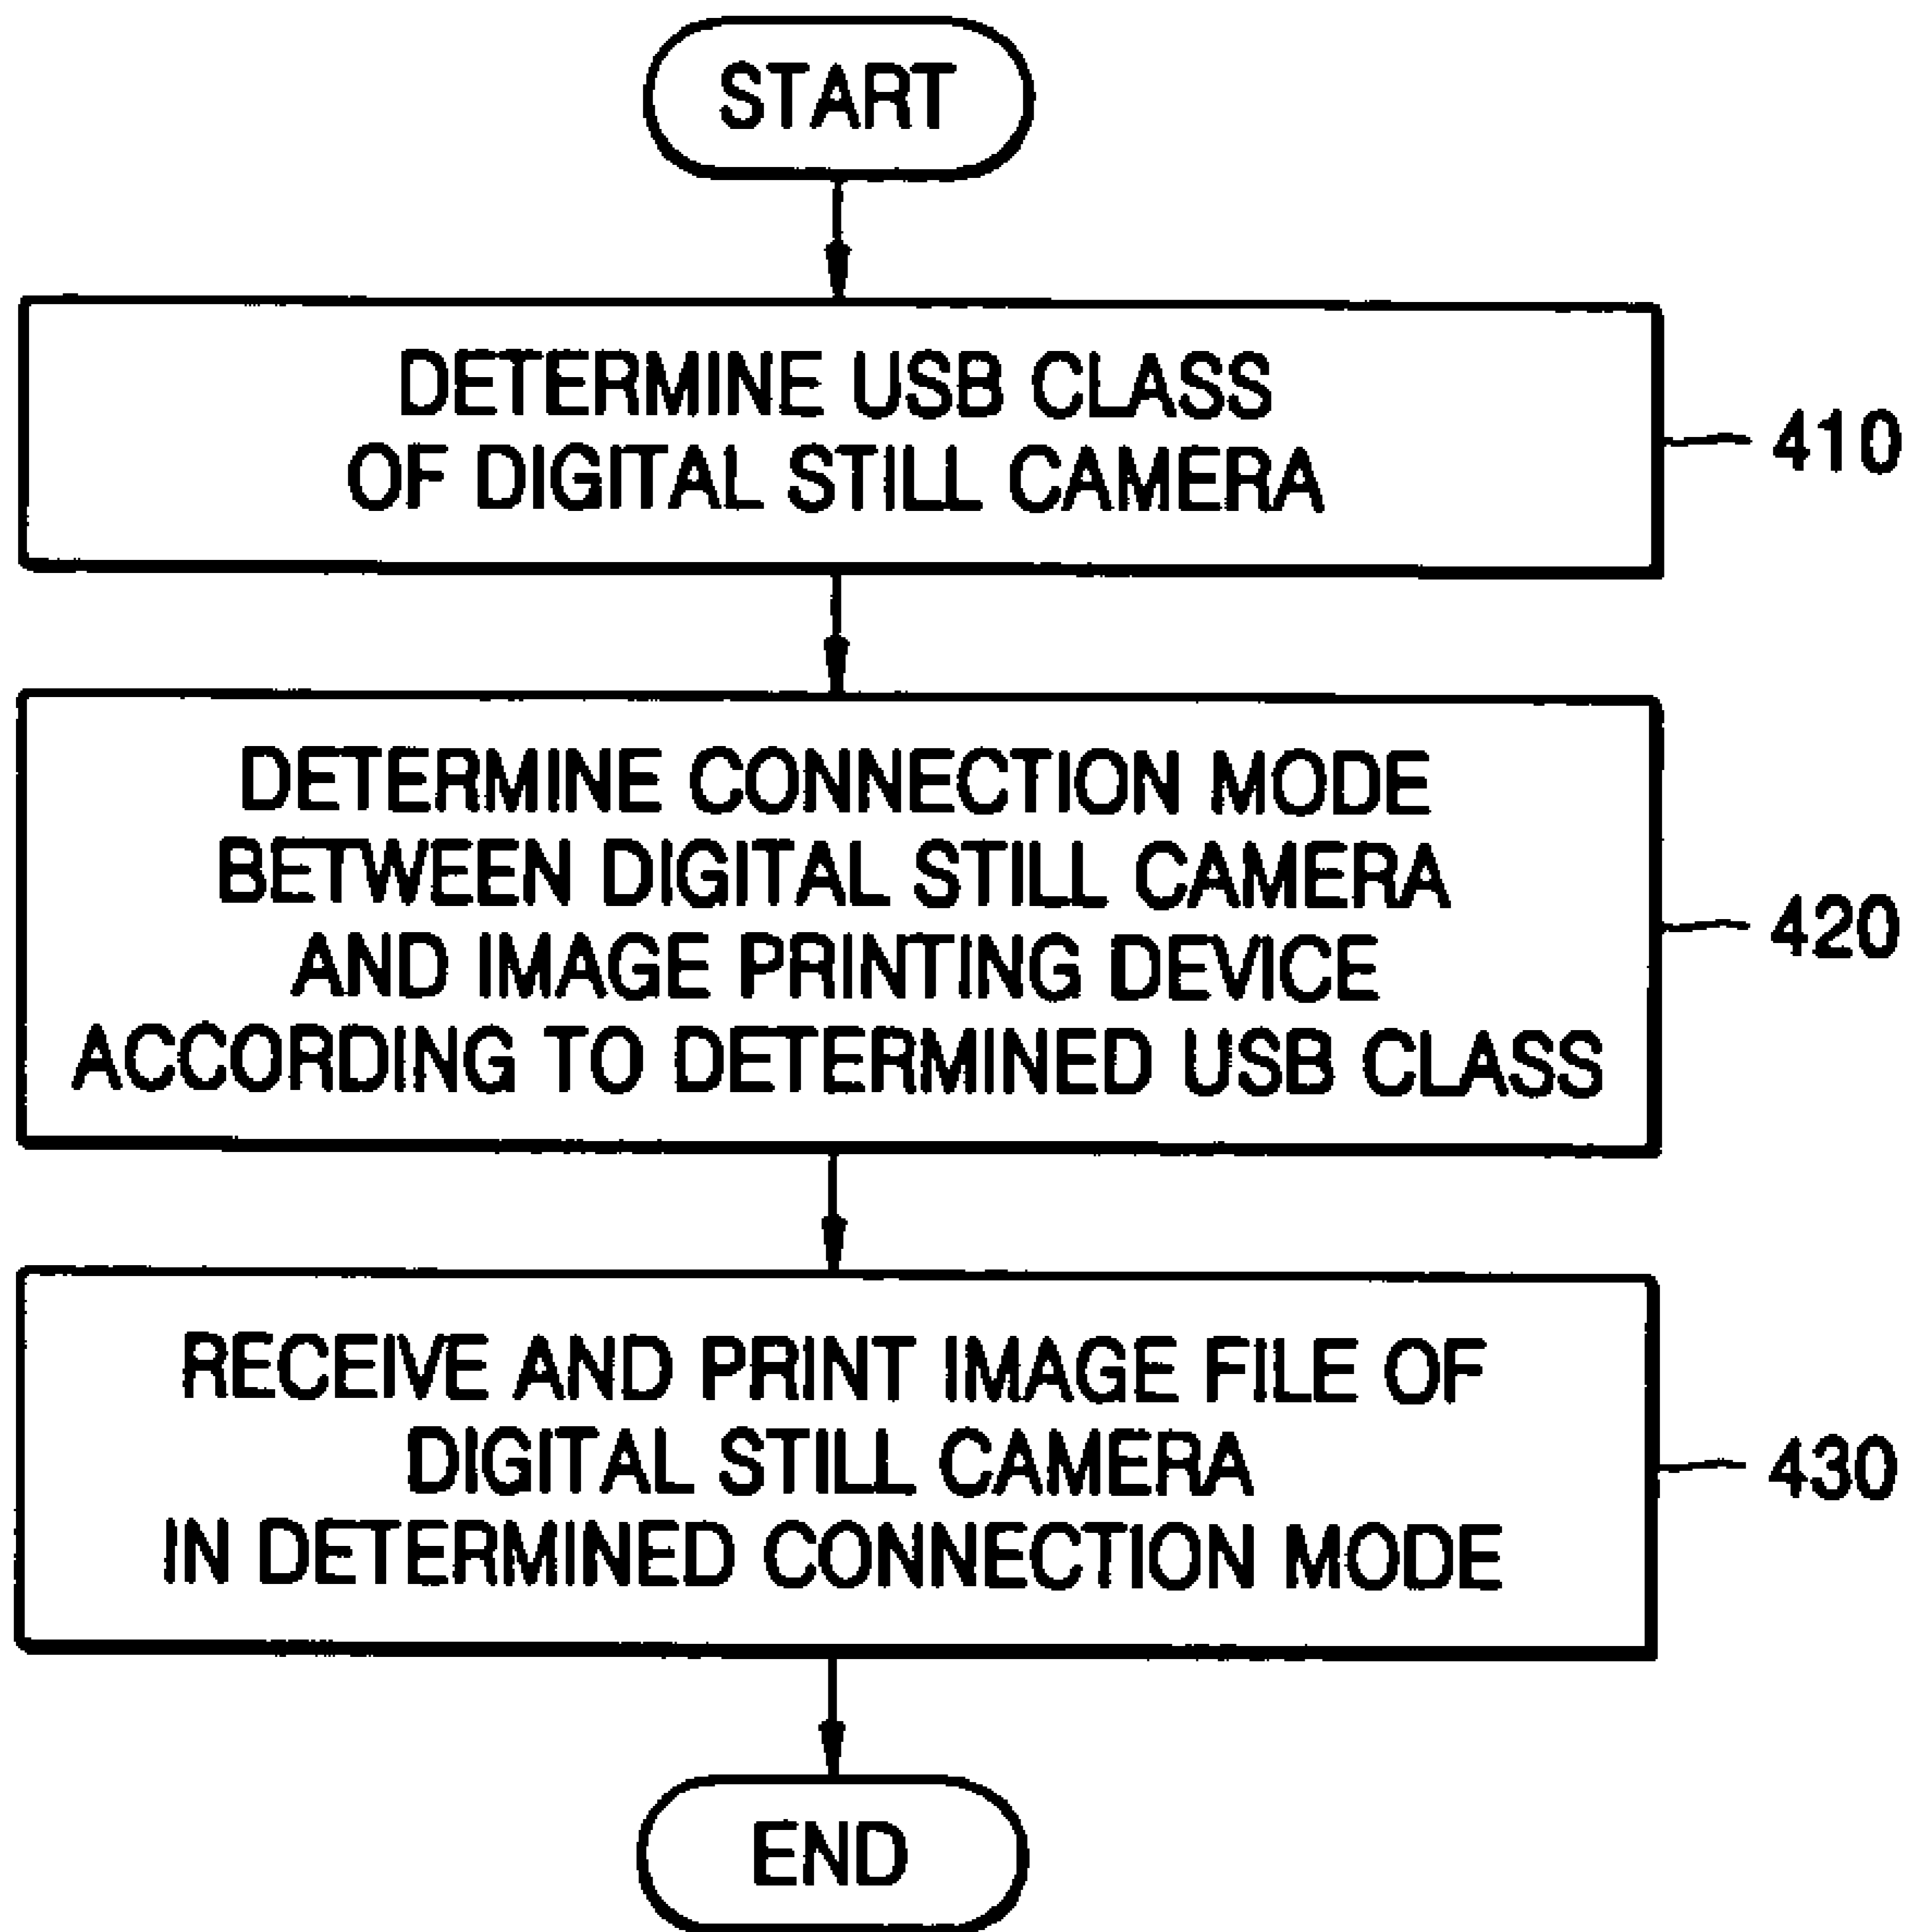 START
DETERMINE USB CLASS
OF DIGITAL STILL CAMERA
410
DETERMINE CONNECTION MODE
BETWEEN DIGITAL STILL CAMERA
AND IMAGE PRINTING DEVICE
ACCORDING TO DETERMINED USB CLASS
420
RECEIVE AND PRINT IMAGE FILE OF
DIGITAL STILL CAMERA
IN DETERMINED CONNECTION MODE
430
END